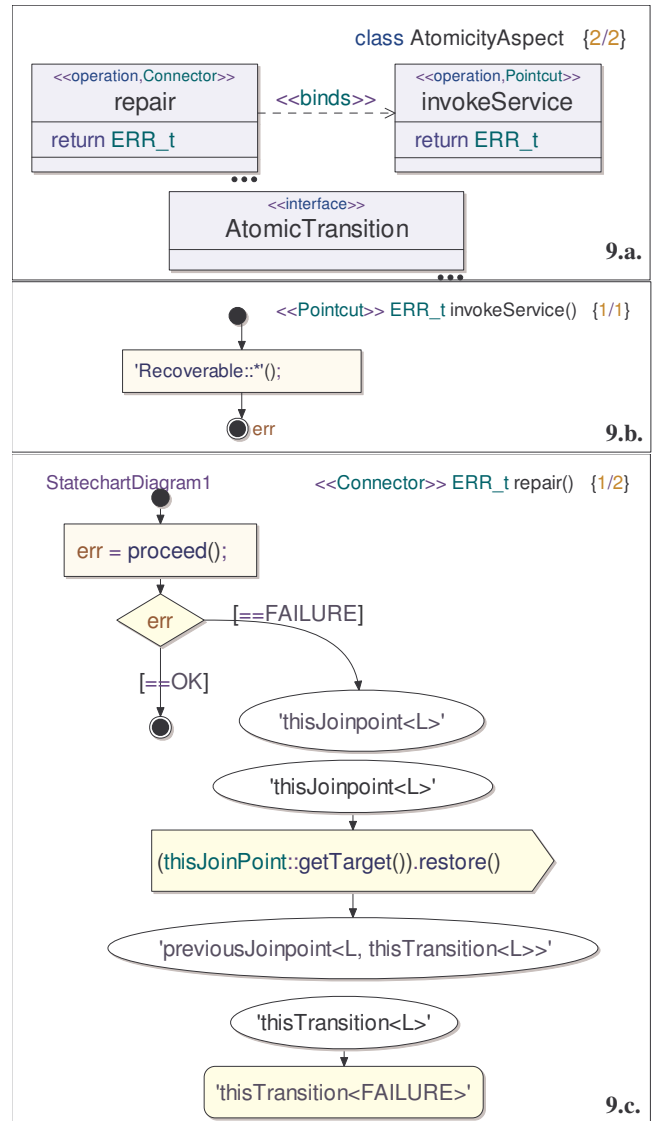 class AtomicityAspect {2/2}
<<operation,Connector>>
repair
return ERR_t
<<binds>>
<<operation,Pointcut>>
invokeService
return ERR_t
<<interface>>
AtomicTransition
9.a.
<<Pointcut>> ERR_t invokeService() {1/1}
'Recoverable::*'();
err
9.b.
StatechartDiagram1
<<Connector>> ERR_t repair() {1/2}
err = proceed();
err
[==FAILURE]
[==OK]
'thisJoinpoint<L>'
'thisJoinpoint<L>'
(thisJoinPoint::getTarget()).restore()
'previousJoinpoint<L, thisTransition<L>>'
'thisTransition<L>'
'thisTransition<FAILURE>'
9.c.